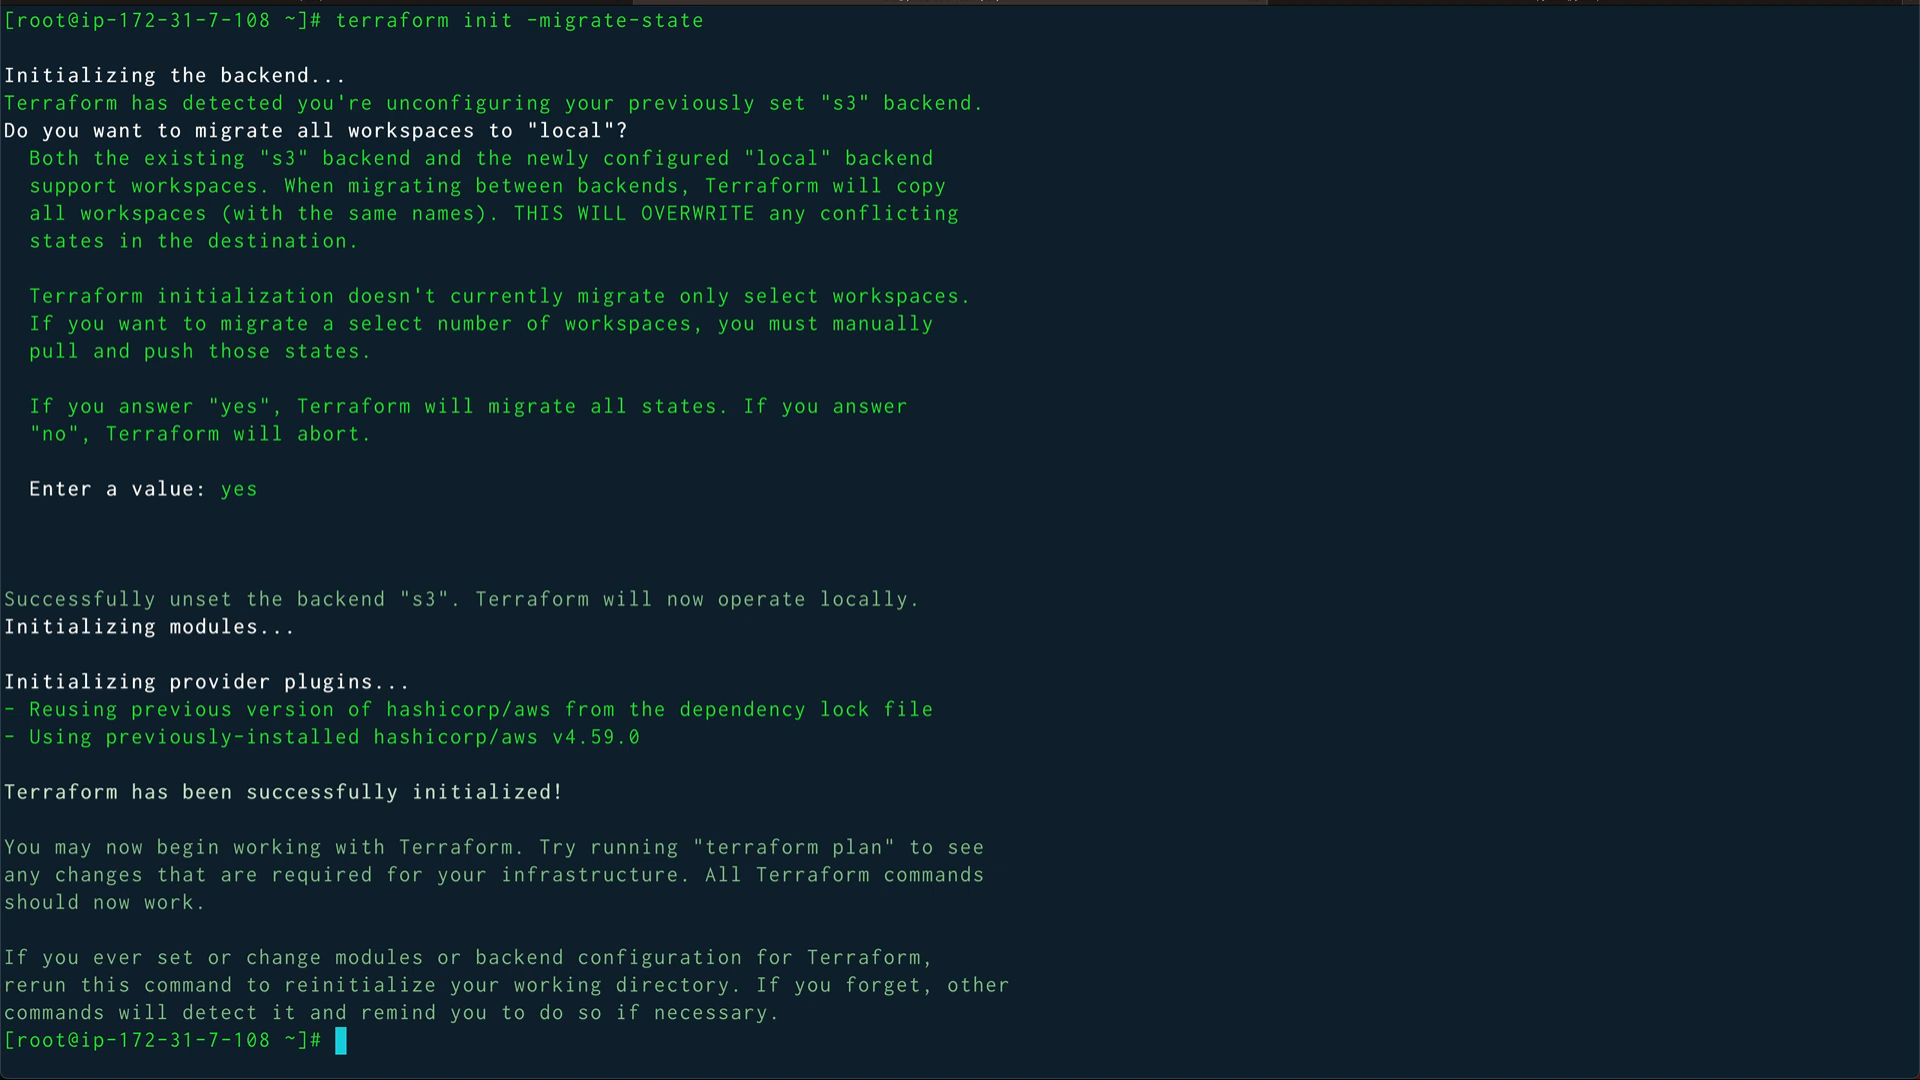 [root@ip-172-31-7-108 ~]# terraform init -migrate-state
Initializing the backend...
Terraform has detected you're unconfiguring your previously set "s3" backend.
Do you want to migrate all workspaces to "local"?
Both the existing "s3" backend and the newly configured "local" backend
support workspaces. When migrating between backends, Terraform will copy
all workspaces (with the same names). THIS WILL OVERWRITE any conflicting
states in the destination.
Terraform initialization doesn't currently migrate only select workspaces.
If you want to migrate a select number of workspaces, you must manually
pull and push those states.
If you answer "yes", Terraform will migrate all states. If you answer
"no", Terraform will abort.
Enter a value: yes
Successfully unset the backend "s3". Terraform will now operate locally.
Initializing modules...
Initializing provider plugins...
- Reusing previous version of hashicorp/aws from the dependency lock file
- Using previously-installed hashicorp/aws v4.59.0
Terraform has been successfully initialized!
You may now begin working with Terraform. Try running "terraform plan" to see
any changes that are required for your infrastructure. All Terraform commands
should now work.
If you ever set or change modules or backend configuration for Terraform,
rerun this command to reinitialize your working directory. If you forget, other
commands will detect it and remind you to do so if necessary.
[root@ip-172-31-7-108 ~]#